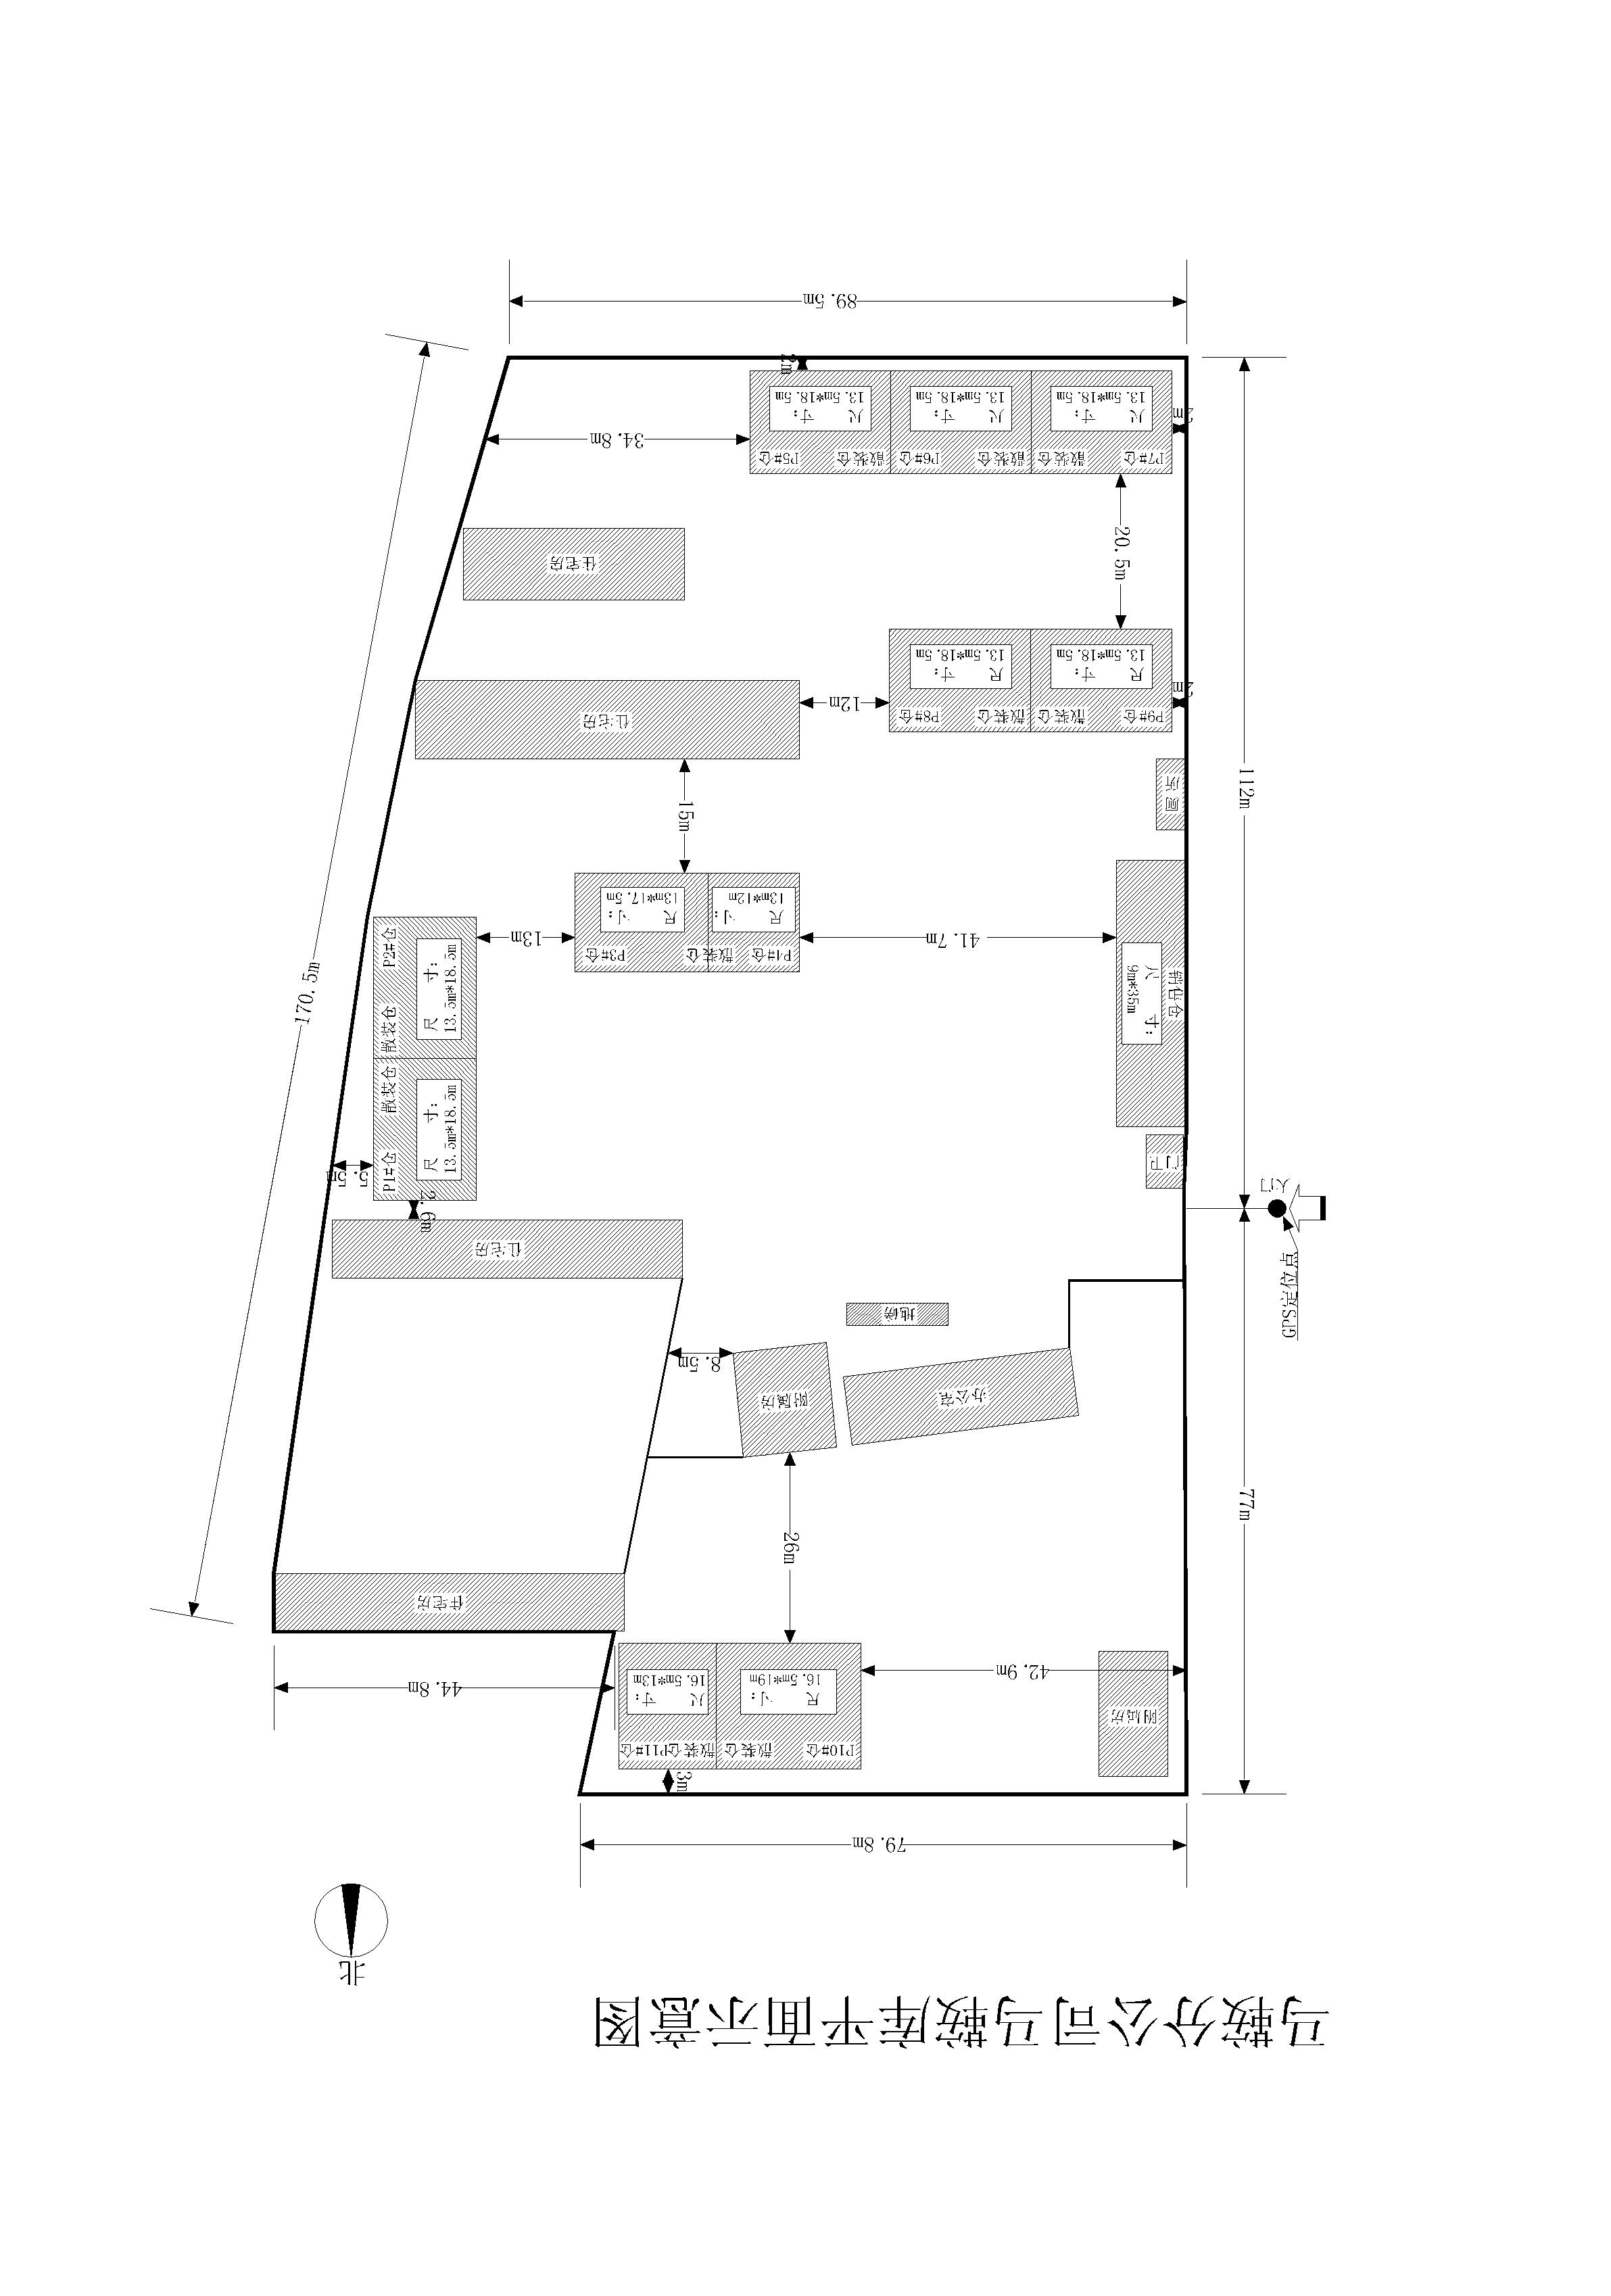 马鞍分公司马鞍库平面示意图
北
79.8m
3m
附属房
P10#仓
散装仓
散装仓
P11#仓
尺 寸：
16.5m*19m
尺 寸：
16.5m*13m
42.9m
44.8m
住宅房
26m
77m
办公室
附属房
8.5m
地磅
GPS定位点
大门
住宅房
2.6m
5.5m
门卫
P1#仓
散装仓
尺 寸：
13.5m*18.5m
P2#仓
散装仓
尺 寸：
13.5m*18.5m
170.5m
销售仓
尺 寸：
9m*35m
41.7m
P4#仓
散装仓
P3#仓
尺 寸：
13m*12m
尺 寸：
13m*17.5m
13m
15m
厕所
112m
P9#仓
散装仓
散装仓
P8#仓
尺 寸：
13.5m*18.5m
尺 寸：
13.5m*18.5m
2m
12m
住宅房
20.5m
住宅房
P7#仓
散装仓
散装仓
P6#仓
散装仓
P5#仓
尺 寸：
13.5m*18.5m
尺 寸：
13.5m*18.5m
尺 寸：
13.5m*18.5m
2m
34.8m
2m
89.5m